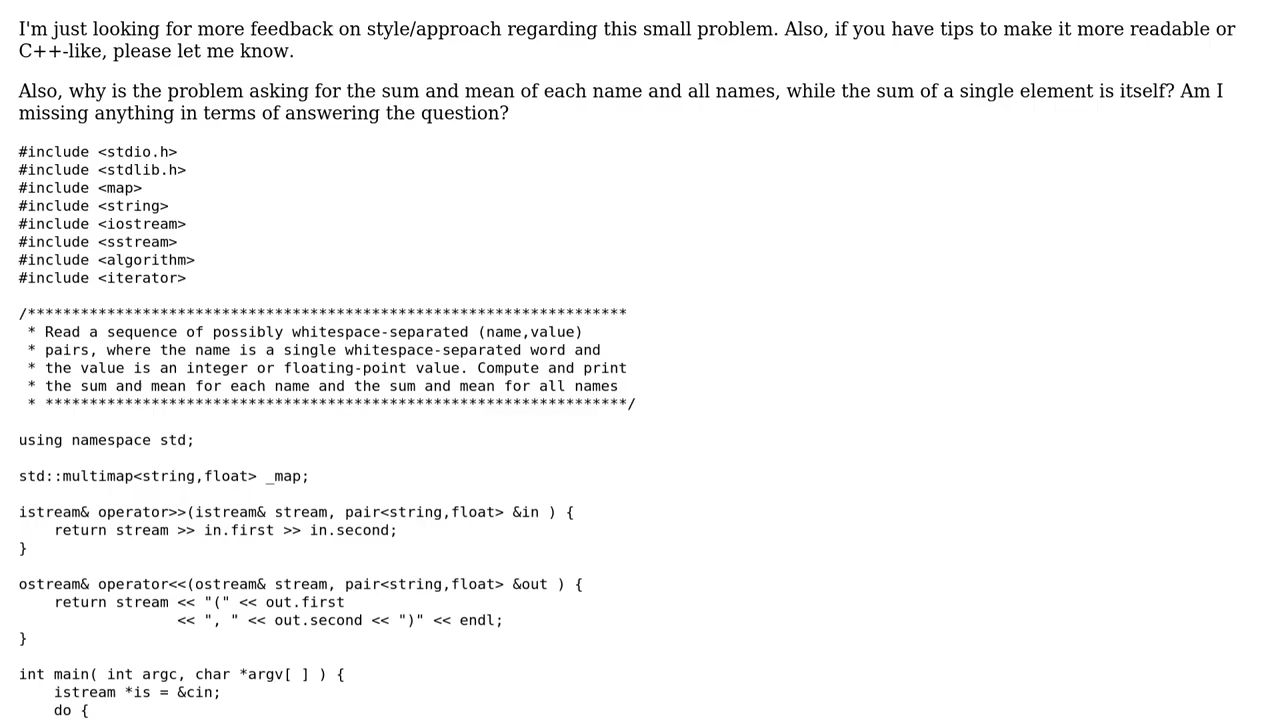 I'm just looking for more feedback on style/approach regarding this small problem. Also, if you have tips to make it more readable or
C++-like, please let me know.
Also, why is the problem asking for the sum and mean of each name and all names, while the sum of a single element is itself? Am I
missing anything in terms of answering the question?
#include <stdio.h>
#include <stdlib.h>
#include <map>
#include <string>
#include <iostream>
#include <sstream>
#include <algorithm>
#include <iterator>
/********************************************************************
 * Read a sequence of possibly whitespace-separated (name,value)
 * pairs, where the name is a single whitespace-separated word and
 * the value is an integer or floating-point value. Compute and print
 * the sum and mean for each name and the sum and mean for all names
 * ******************************************************************/
using namespace std;
std::multimap<string,float> _map;
istream& operator>>(istream& stream, pair<string,float> &in ) {
    return stream >> in.first >> in.second;
}
ostream& operator<<(ostream& stream, pair<string,float> &out ) {
    return stream << "(" << out.first
                  << ", " << out.second << ")" << endl;
}
int main( int argc, char *argv[ ] ) {
    istream *is = &cin;
    do {